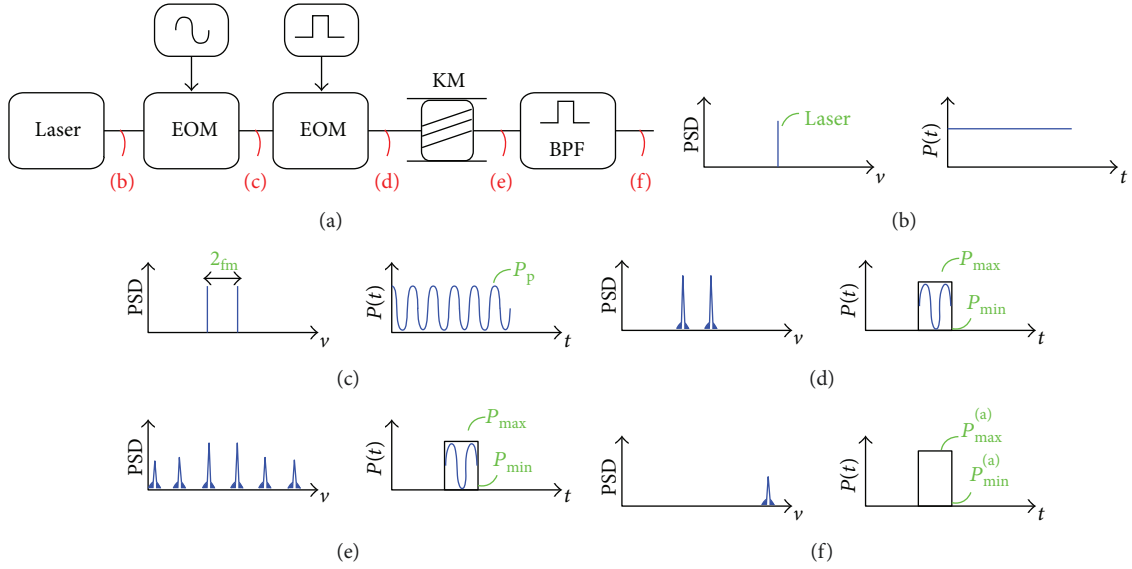 KM
Laser
EOM
EOM
BPF
(b)
(c)
(d)
(e)
(f)
(a)
PSD
Laser
ν
P(t)
t
(b)
PSD
2fm
ν
P(t)
Pp
t
(c)
PSD
ν
P(t)
Pmax
Pmin
t
(d)
PSD
ν
P(t)
Pmax
Pmin
t
(e)
PSD
ν
P(t)
P(a)max
P(a)min
t
(f)